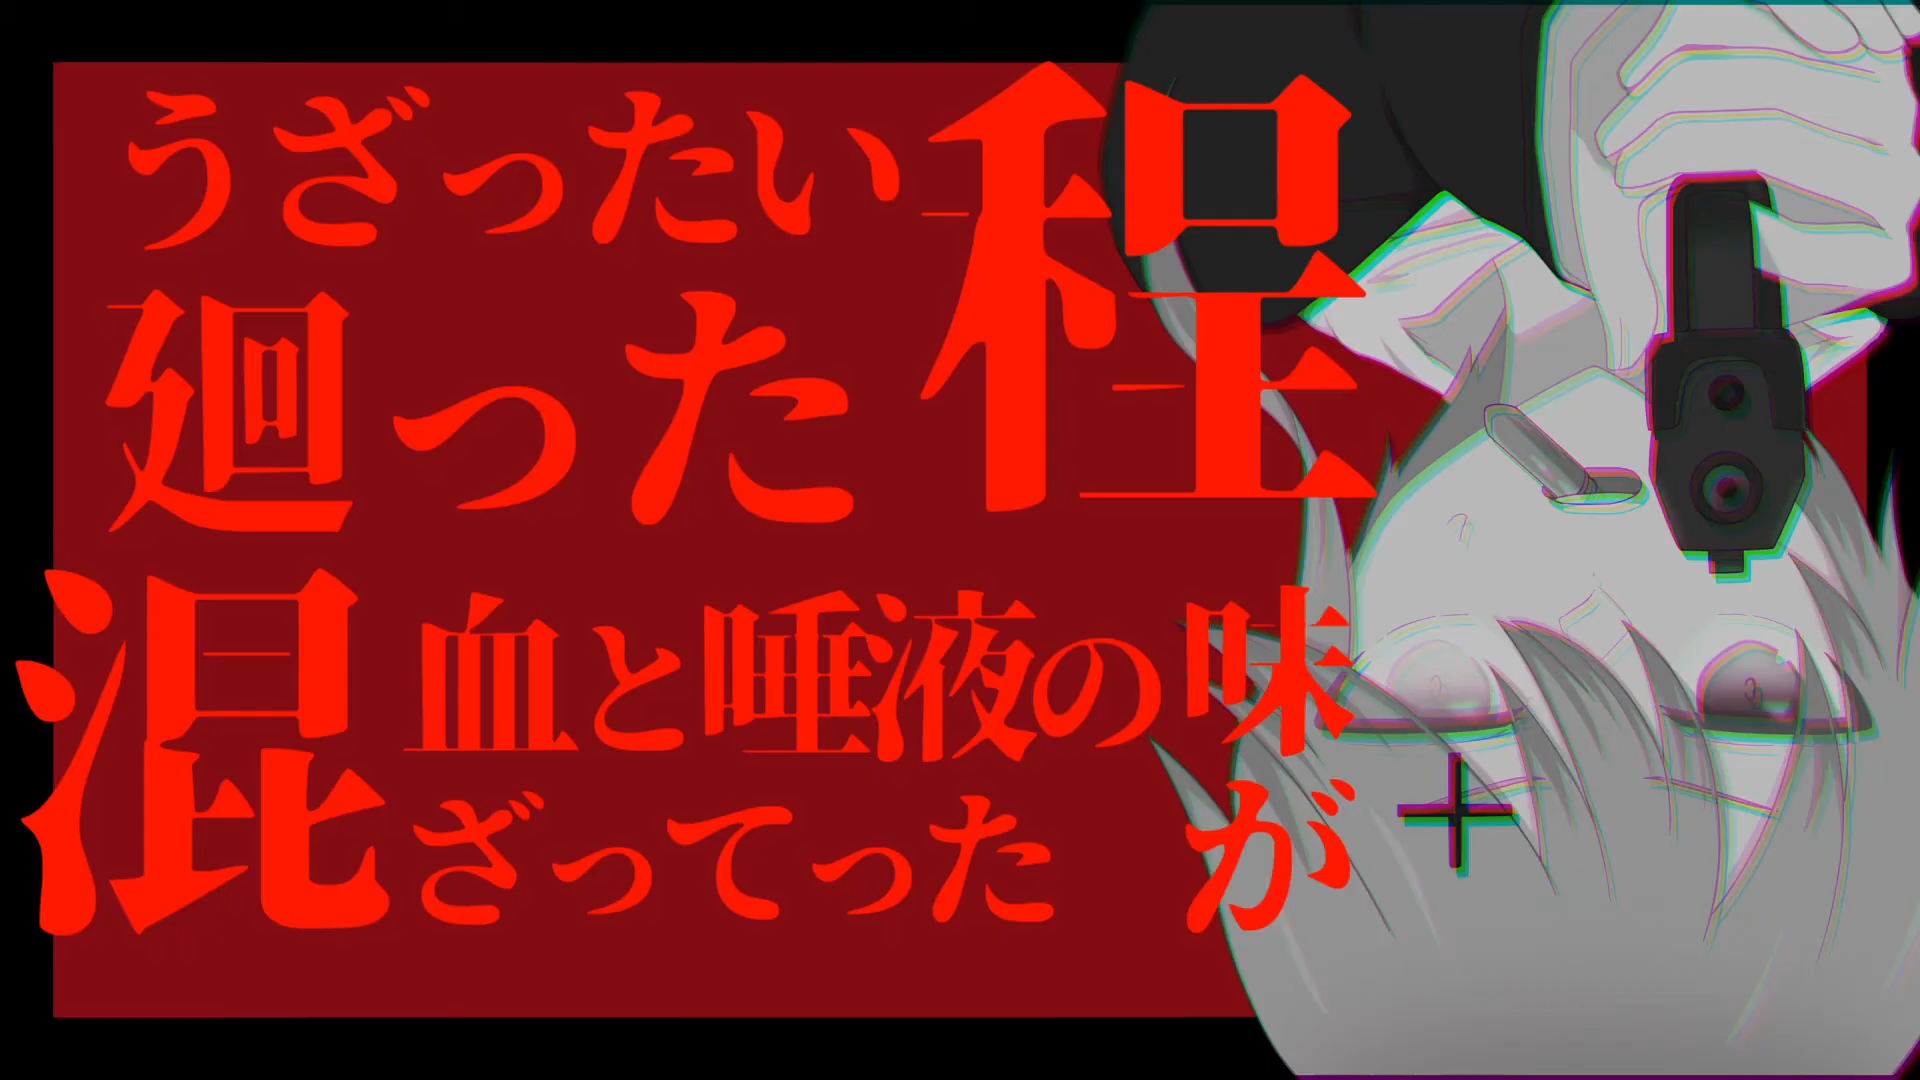 うざったい程
廻った
混血と唾液の味が
ざってった